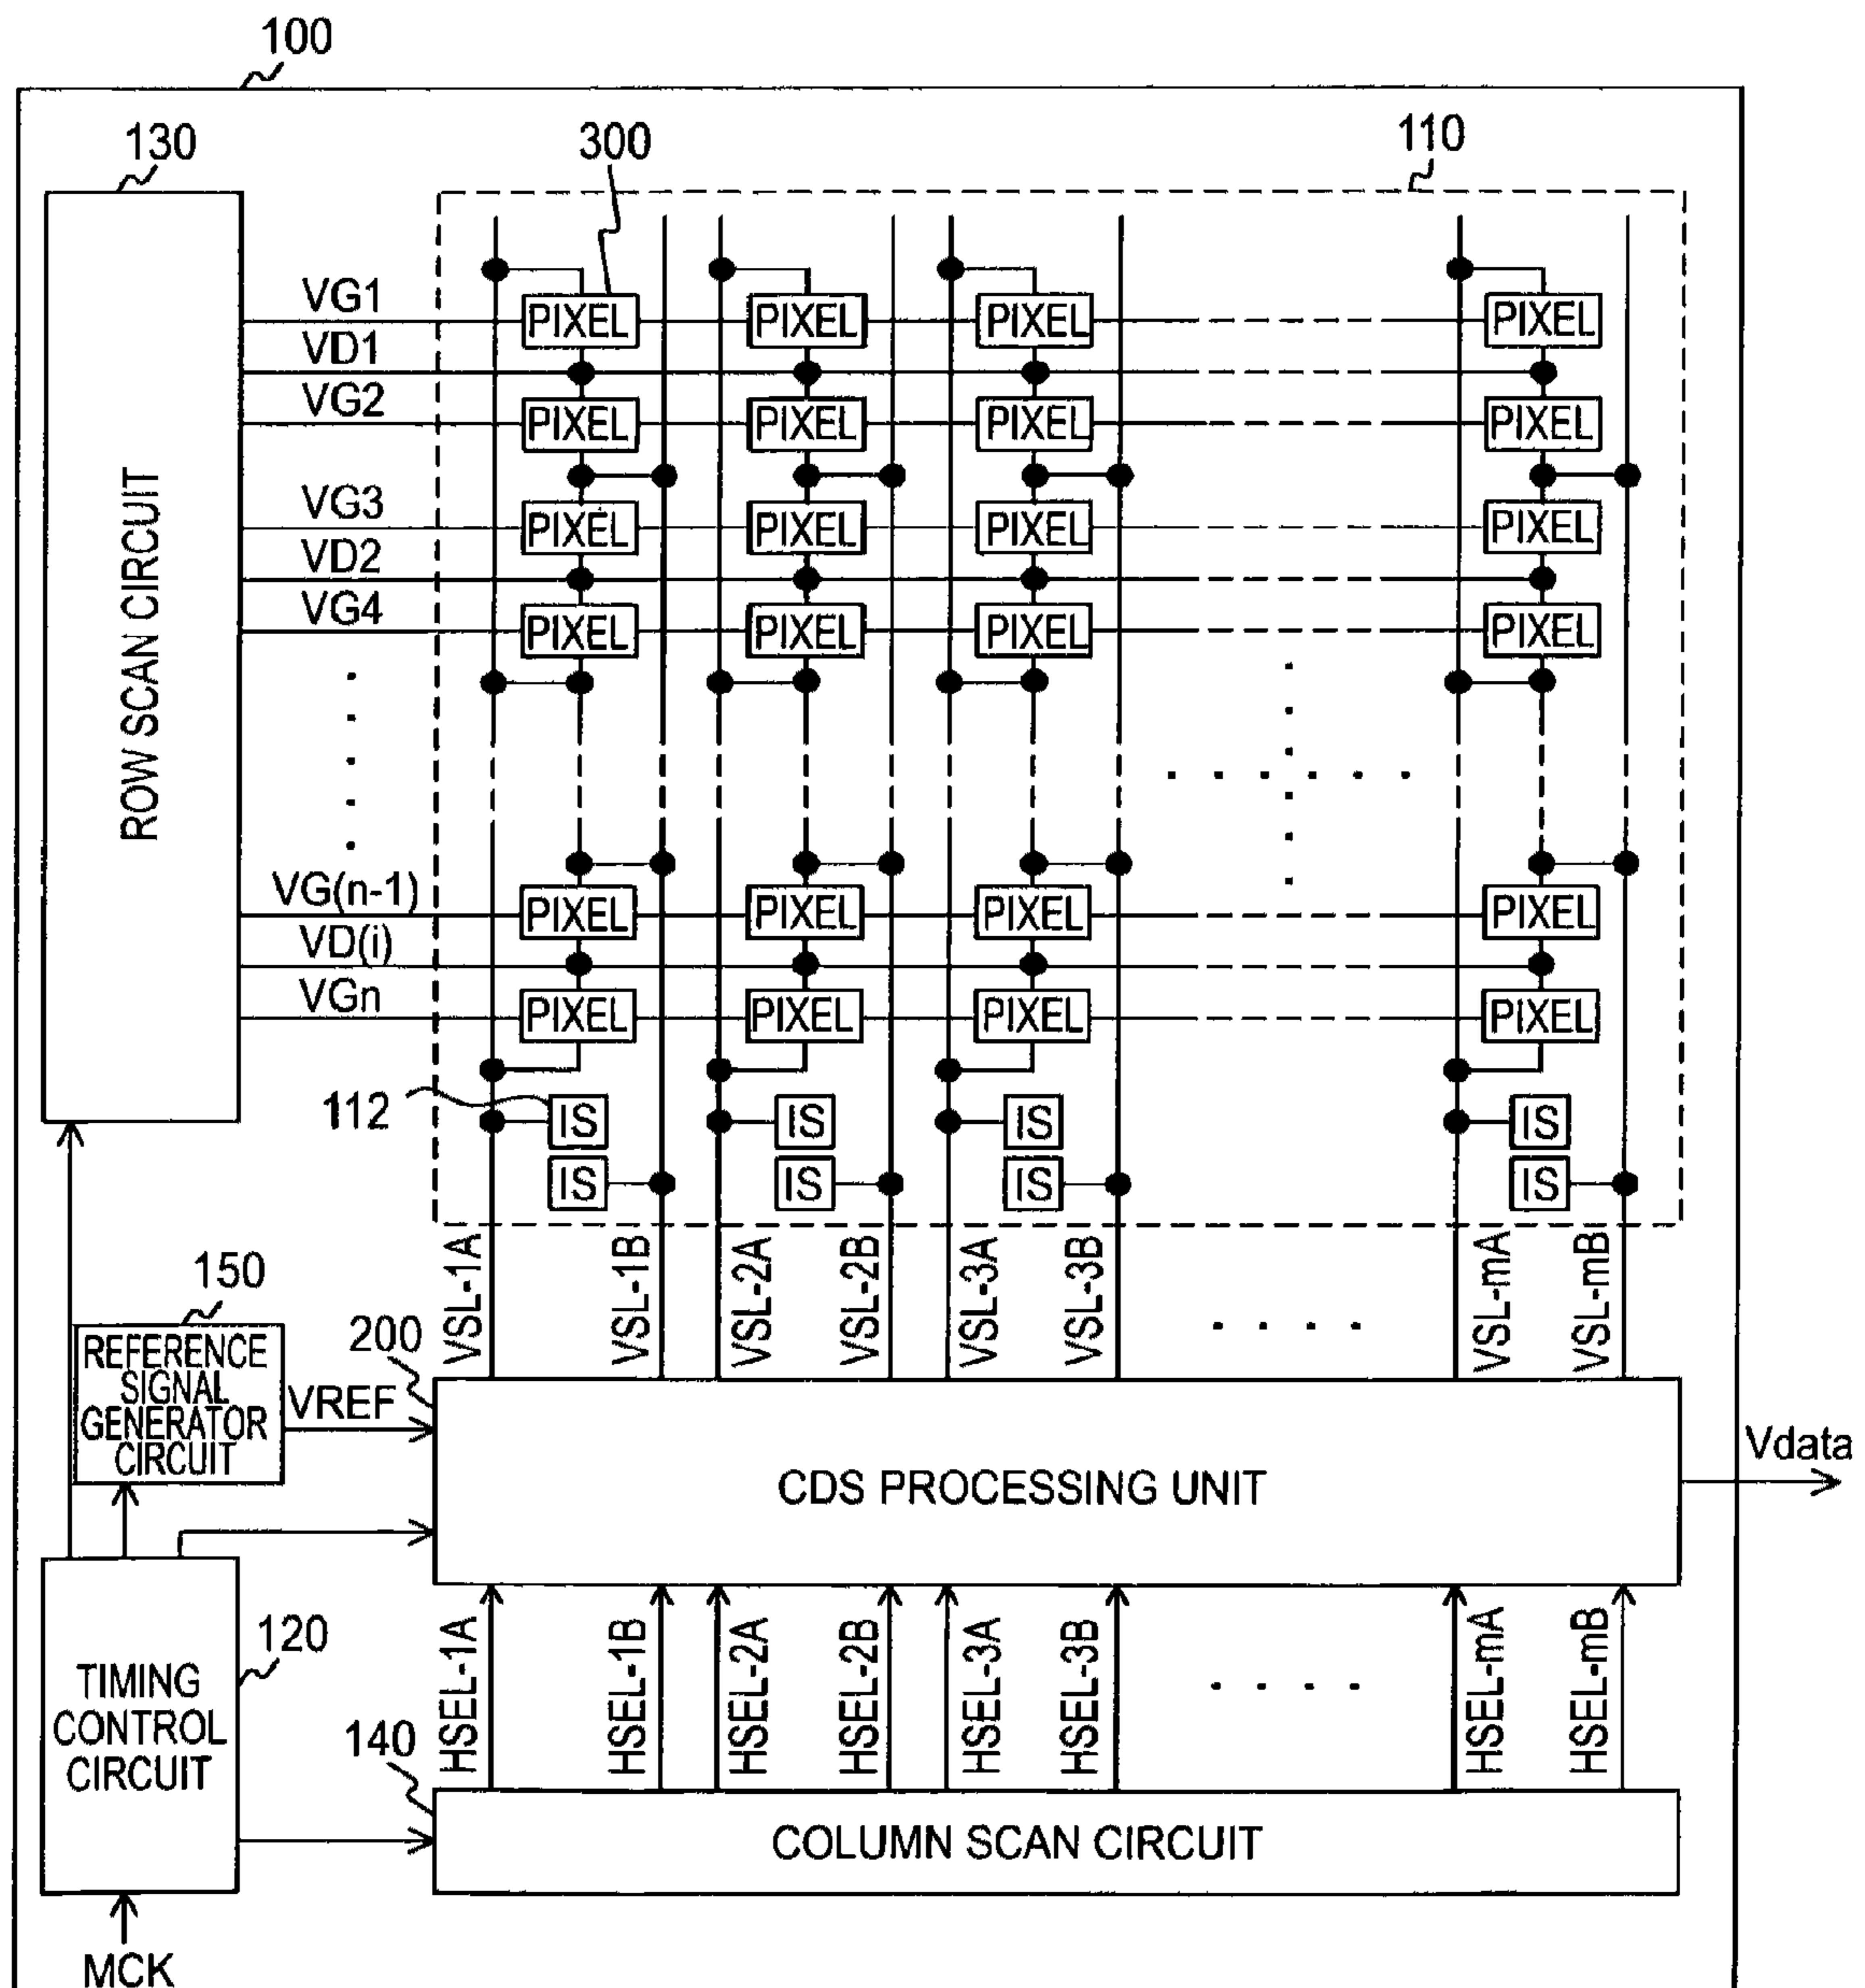 100
130
300
110
VG1
PIXEL PIXEL PIXEL PIXEL
VD1
VG2
PIXEL PIXEL PIXEL PIXEL
VG3
PIXEL PIXEL PIXEL PIXEL
VD2
VG4
PIXEL PIXEL PIXEL PIXEL
ROW SCAN CIRCUIT
VG(n-1)
PIXEL PIXEL PIXEL PIXEL
VD(i)
VGn
PIXEL PIXEL PIXEL PIXEL
112
IS IS IS IS
IS IS IS IS
VSL-1A
VSL-1B
VSL-2A
VSL-2B
VSL-3A
VSL-3B
VSL-mA
VSL-mB
150
REFERENCE
SIGNAL
GENERATOR
CIRCUIT
VREF
200
CDS PROCESSING UNIT
Vdata
120
TIMING
CONTROL
CIRCUIT
HSEL-1A
HSEL-1B
HSEL-2A
HSEL-2B
HSEL-3A
HSEL-3B
HSEL-mA
HSEL-mB
140
COLUMN SCAN CIRCUIT
MCK